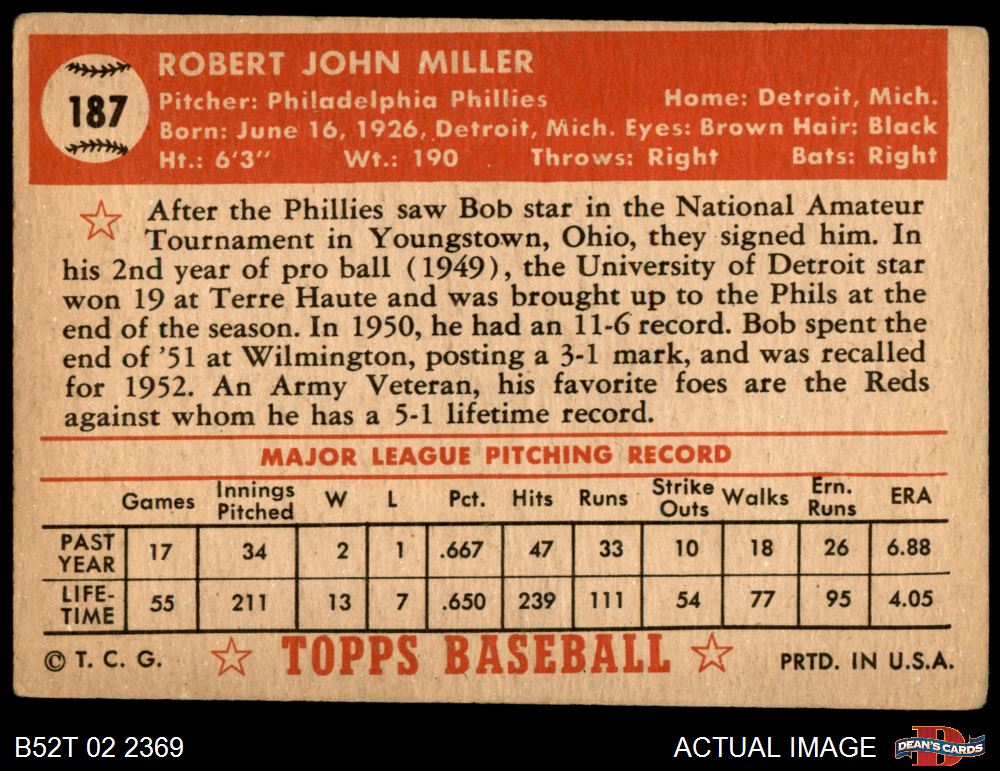 187
ROBERT JOHN MILLER
Pitcher: Philadelphia Phillies Home: Detroit, Mich.
Born: June 16, 1926, Detroit, Mich. Eyes: Brown Hair: Black
Ht.: 6'3" Wt.: 190 Throws: Right Bats: Right
After the Phillies saw Bob star in the National Amateur
Tournament in Youngstown, Ohio, they signed him. In
his 2nd year of pro ball (1949), the University of Detroit star
won 19 at Terre Haute and was brought up to the Phils at the
end of the season. In 1950, he had an 11-6 record. Bob spent the
end of '51 at Wilmington, posting a 3-1 mark, and was recalled
for 1952. An Army Veteran, his favorite foes are the Reds
against whom he has a 5-1 lifetime record.
MAJOR LEAGUE PITCHING RECORD
Games Innings Pitched W L Pct. Hits Runs Strike Outs Walks Ern. Runs ERA
PAST YEAR 17 34 2 1 .667 47 33 10 18 26 6.88
LIFE-TIME 55 211 13 7 .650 239 111 54 77 95 4.05
© T. C. G. TOPPS BASEBALL PRTD. IN U.S.A.
B52T 02 2369 ACTUAL IMAGE D DEAN'S CARDS